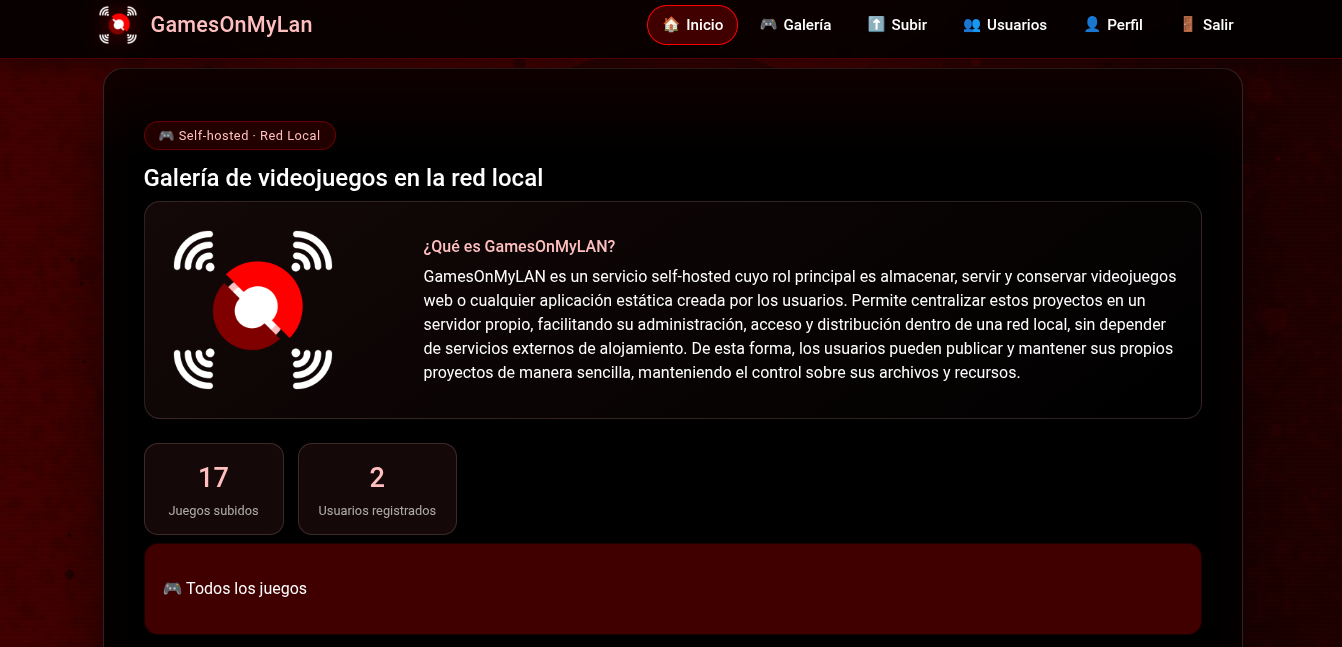 GamesOnMyLan
🏠 Inicio
🎮 Galería
⬆️ Subir
👥 Usuarios
👤 Perfil
🚪 Salir
🎮 Self-hosted · Red Local
Galería de videojuegos en la red local
¿Qué es GamesOnMyLAN?
GamesOnMyLAN es un servicio self-hosted cuyo rol principal es almacenar, servir y conservar videojuegos
web o cualquier aplicación estática creada por los usuarios. Permite centralizar estos proyectos en un
servidor propio, facilitando su administración, acceso y distribución dentro de una red local, sin depender
de servicios externos de alojamiento. De esta forma, los usuarios pueden publicar y mantener sus propios
proyectos de manera sencilla, manteniendo el control sobre sus archivos y recursos.
17
Juegos subidos
2
Usuarios registrados
🎮 Todos los juegos